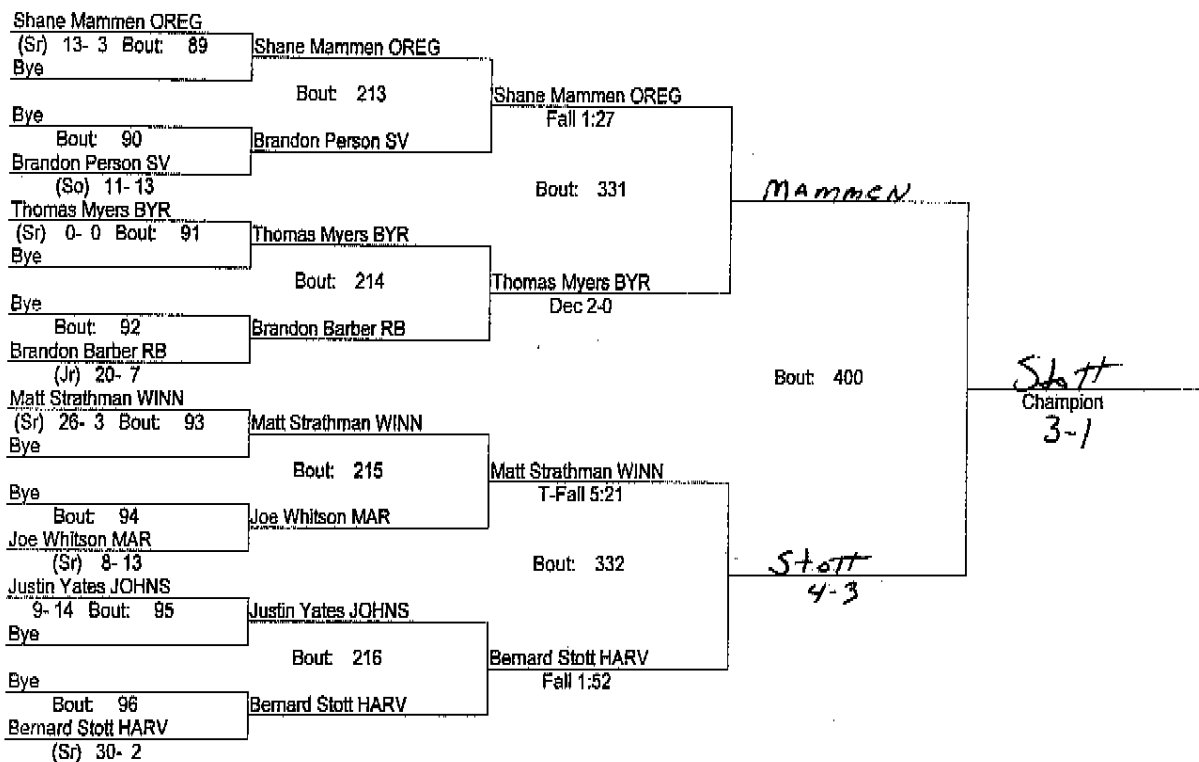 Shane Mammen OREG
(Sr) 13- 3 Bout: 89
Bye
Bye
Bout: 90
Brandon Person SV
(So) 11- 13
Thomas Myers BYR
(Sr) 0- 0 Bout: 91
Bye
Bye
Bout: 92
Brandon Barber RB
(Jr) 20- 7
Matt Strathman WINN
(Sr) 26- 3 Bout: 93
Bye
Bye
Bout: 94
Joe Whitson MAR
(Sr) 8- 13
Justin Yates JOHNS
9- 14 Bout: 95
Bye
Bye
Bout: 96
Bernard Stott HARV
(Sr) 30- 2
Shane Mammen OREG
Bout: 213
Brandon Person SV
Thomas Myers BYR
Bout: 214
Brandon Barber RB
Matt Strathman WINN
Bout: 215
Joe Whitson MAR
Justin Yates JOHNS
Bout: 216
Bernard Stott HARV
Shane Mammen OREG
Fall 1:27
Bout: 331
Thomas Myers BYR
Dec 2-0
Matt Strathman WINN
T-Fall 5:21
Bout: 332
Bernard Stott HARV
Fall 1:52
MAMMEN
Bout: 400
Stott
4-3
Stott
Champion
3-1